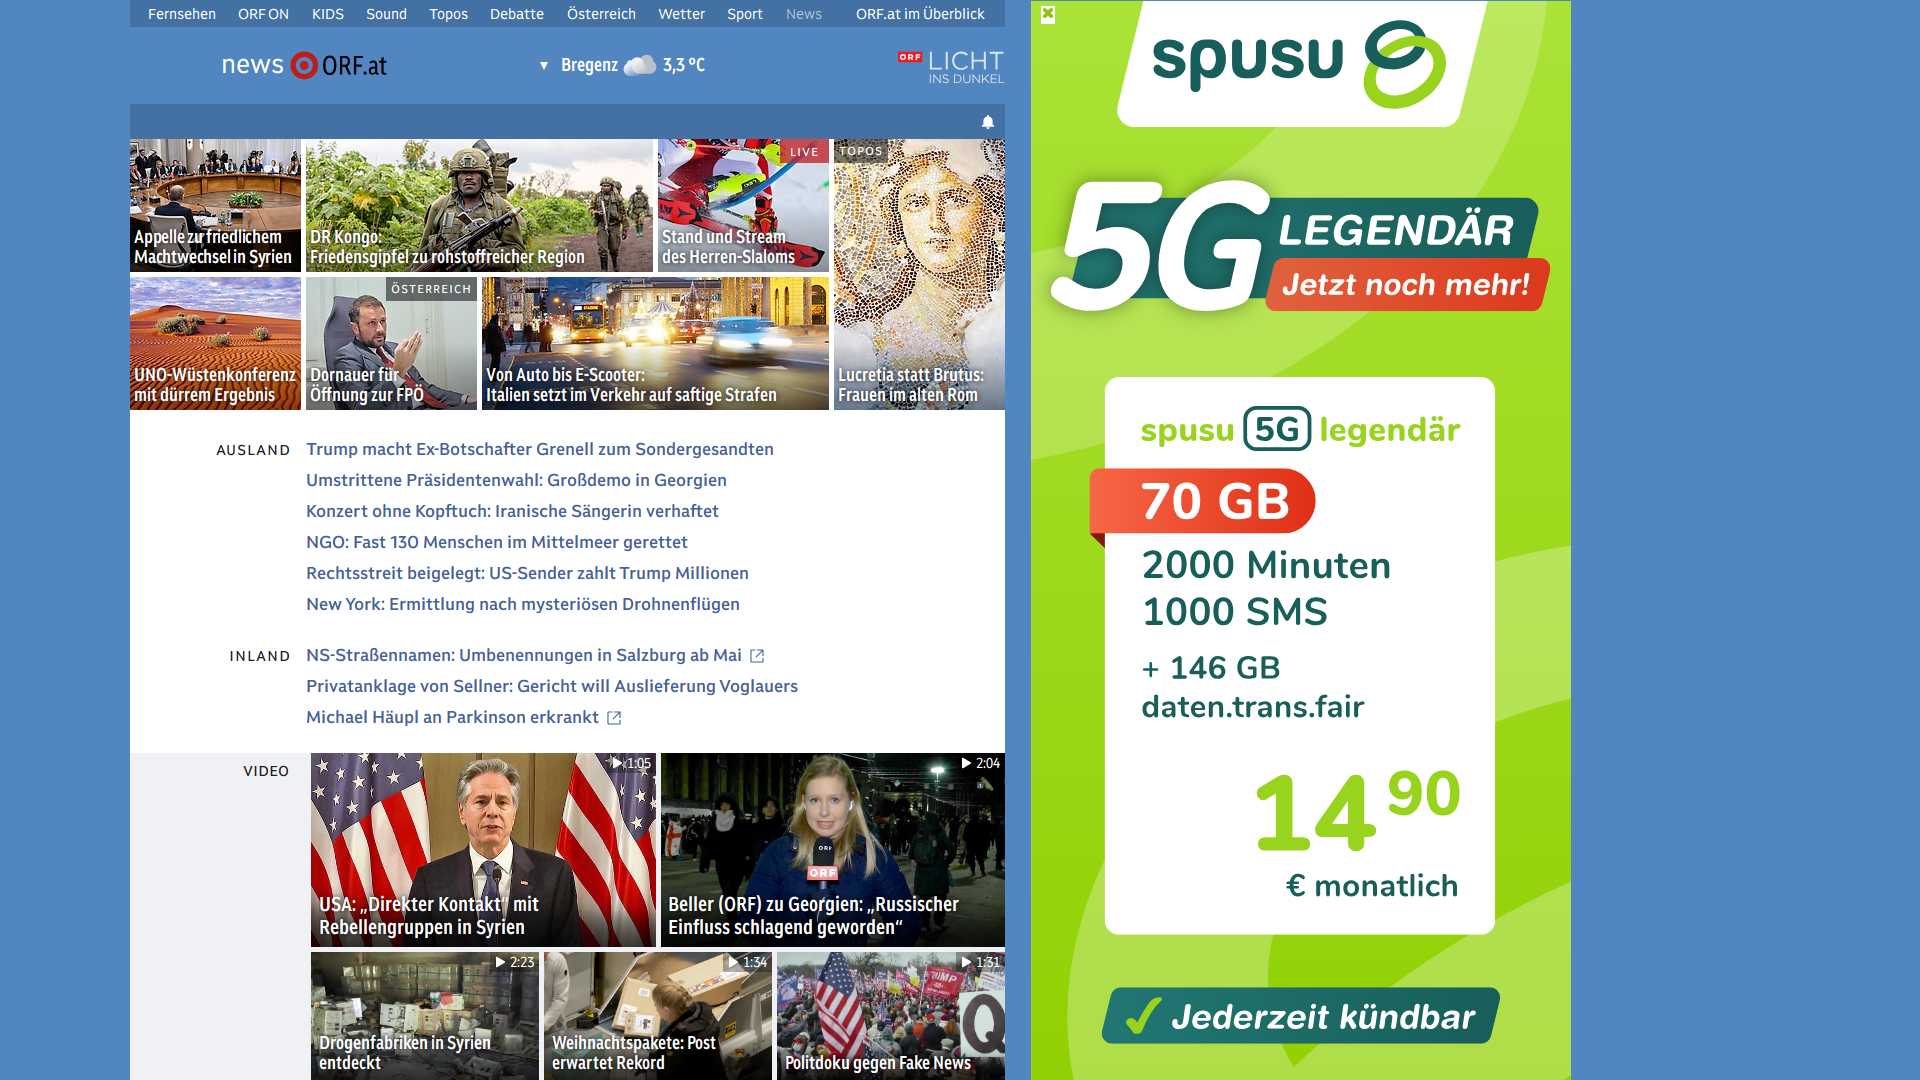 Fernsehen ORF ON KIDS Sound Topos Debatte Österreich Wetter Sport News ORF.at im Überblick
news ORF.at
▼ Bregenz 3,3 °C
ORF LICHT
INS DUNKEL
Appelle zu friedlichem
Machtwechsel in Syrien
DR Kongo:
Friedensgipfel zu rohstoffreicher Region
LIVE
Stand und Stream
des Herren-Slaloms
TOPOS
Lucretia statt Brutus:
Frauen im alten Rom
UNO-Wüstenkonferenz
mit dürrem Ergebnis
ÖSTERREICH
Dornauer für
Öffnung zur FPÖ
Von Auto bis E-Scooter:
Italien setzt im Verkehr auf saftige Strafen
AUSLAND
Trump macht Ex-Botschafter Grenell zum Sondergesandten
Umstrittene Präsidentenwahl: Großdemo in Georgien
Konzert ohne Kopftuch: Iranische Sängerin verhaftet
NGO: Fast 130 Menschen im Mittelmeer gerettet
Rechtsstreit beigelegt: US-Sender zahlt Trump Millionen
New York: Ermittlung nach mysteriösen Drohnenflügen
INLAND
NS-Straßennamen: Umbenennungen in Salzburg ab Mai
Privatanklage von Sellner: Gericht will Auslieferung Voglauers
Michael Häupl an Parkinson erkrankt
VIDEO
1:05
USA: „Direkter Kontakt“ mit
Rebellengruppen in Syrien
2:04
ORF
ORF
Beller (ORF) zu Georgien: „Russischer
Einfluss schlagend geworden“
2:23
Drogenfabriken in Syrien
entdeckt
1:34
Weihnachtspakete: Post
erwartet Rekord
1:31
TRUMP
Q
Politdoku gegen Fake News
spusu
5G LEGENDÄR
Jetzt noch mehr!
spusu 5G legendär
70 GB
2000 Minuten
1000 SMS
+ 146 GB
daten.trans.fair
14 90
€ monatlich
Jederzeit kündbar